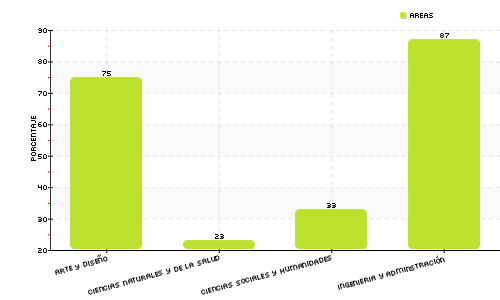 AREAS
90
80
70
60
50
40
30
20
PORCENTAJE
75
23
33
87
ARTE Y DISEÑO
CIENCIAS NATURALES Y DE LA SALUD
CIENCIAS SOCIALES Y HUMANIDADES
INGENIERIA Y ADMINSTRACIÓN